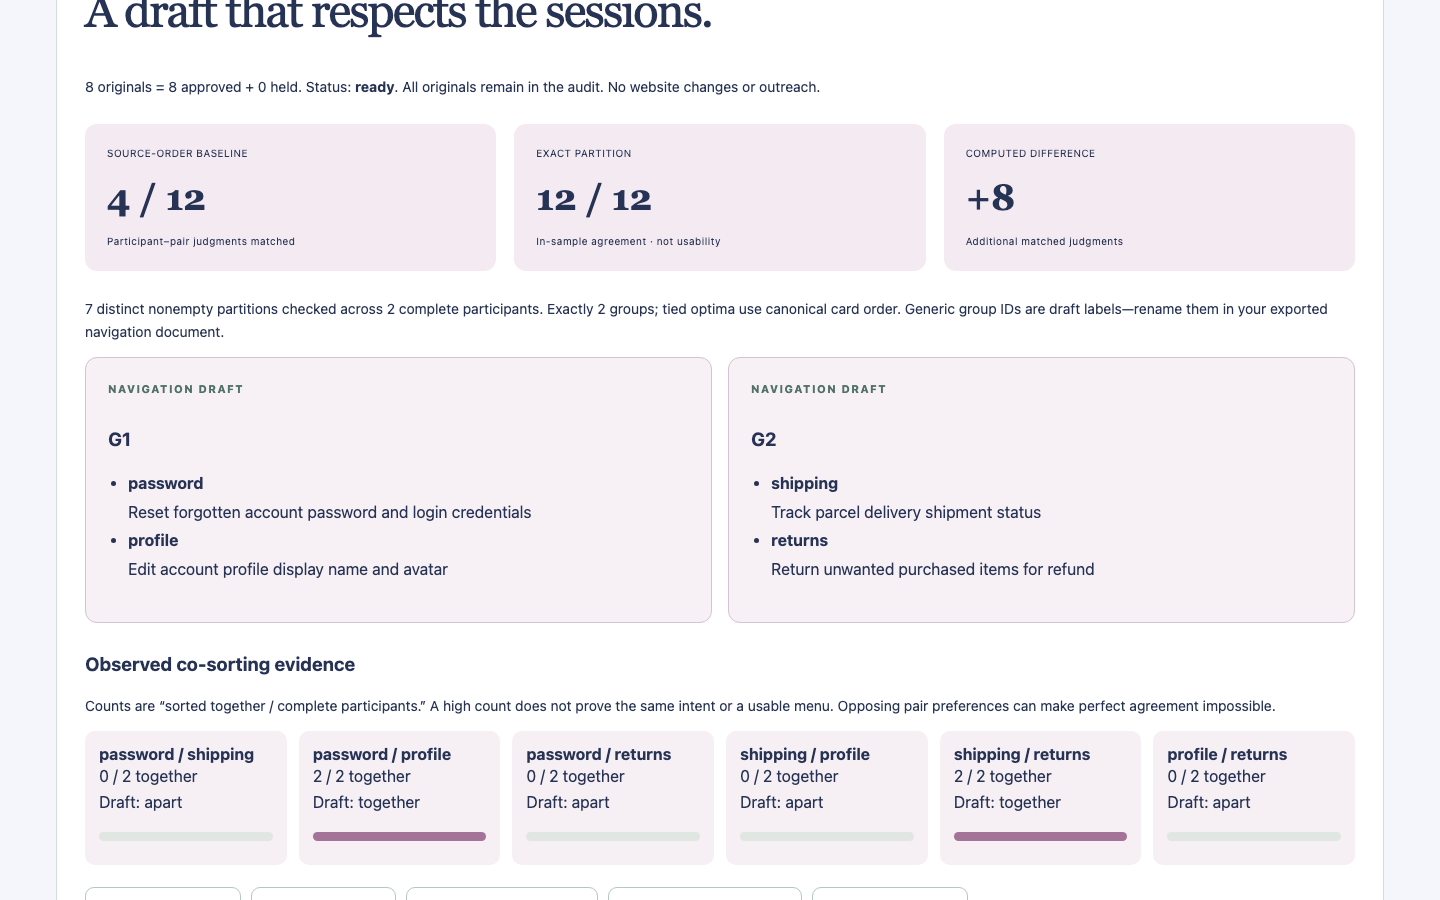 A draft that respects the sessions.
8 originals = 8 approved + 0 held. Status: ready. All originals remain in the audit. No website changes or outreach.
SOURCE-ORDER BASELINE
4 / 12
Participant–pair judgments matched
EXACT PARTITION
12 / 12
In-sample agreement · not usability
COMPUTED DIFFERENCE
+8
Additional matched judgments
7 distinct nonempty partitions checked across 2 complete participants. Exactly 2 groups; tied optima use canonical card order. Generic group IDs are draft labels—rename them in your exported
navigation document.
NAVIGATION DRAFT
G1
• password
Reset forgotten account password and login credentials
• profile
Edit account profile display name and avatar
NAVIGATION DRAFT
G2
• shipping
Track parcel delivery shipment status
• returns
Return unwanted purchased items for refund
Observed co-sorting evidence
Counts are “sorted together / complete participants.” A high count does not prove the same intent or a usable menu. Opposing pair preferences can make perfect agreement impossible.
password / shipping
0 / 2 together
Draft: apart
password / profile
2 / 2 together
Draft: together
password / returns
0 / 2 together
Draft: apart
shipping / profile
0 / 2 together
Draft: apart
shipping / returns
2 / 2 together
Draft: together
profile / returns
0 / 2 together
Draft: apart